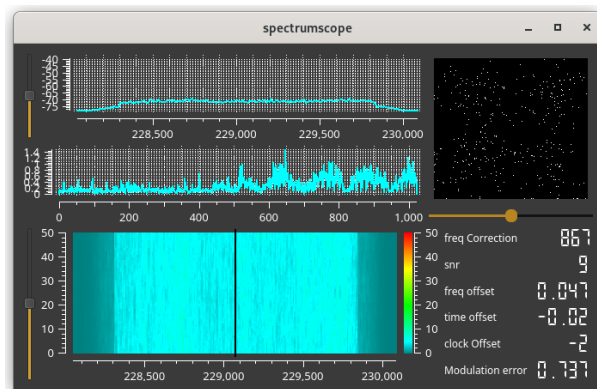 spectrumscope
-40
-45
-50
-55
-60
-65
-70
-75
228,500 229,000 229,500 230,000
1.4
1.2
1
0.8
0.6
0.4
0.2
0
0 200 400 600 800 1,000
50 50
40 40
30 30
20 20
10 10
0 0
228,500 229,000 229,500 230,000
freq Correction 867
snr 9
freq offset 0.047
time offset -0.02
clock Offset -2
Modulation error 0.737